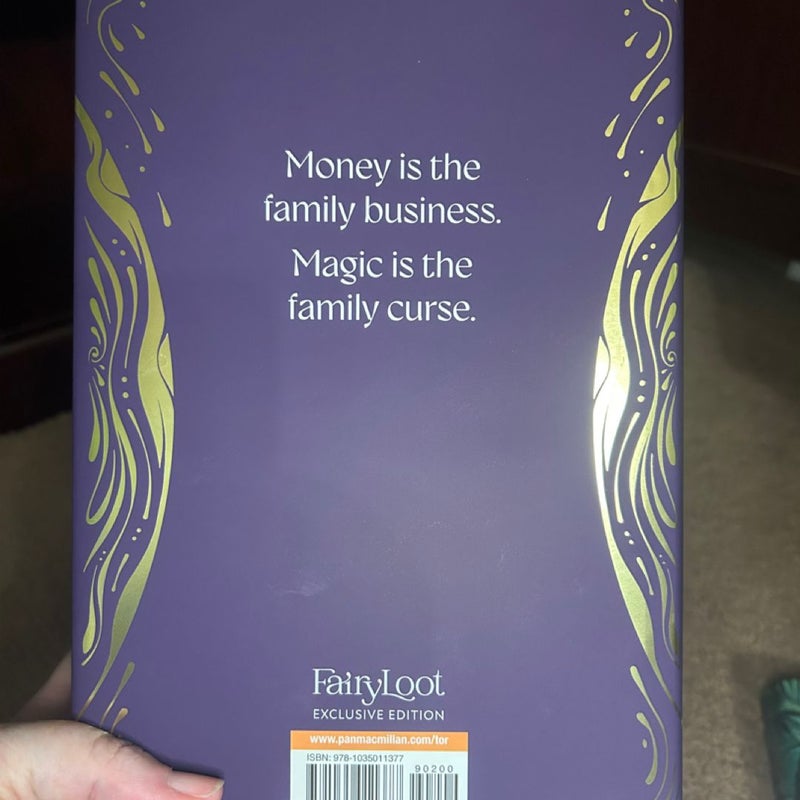 Money is the
family business.
Magic is the
family curse.
FairyLoot
EXCLUSIVE EDITION
www.panmacmillan.com/tor
ISBN: 978-1035011377
90200